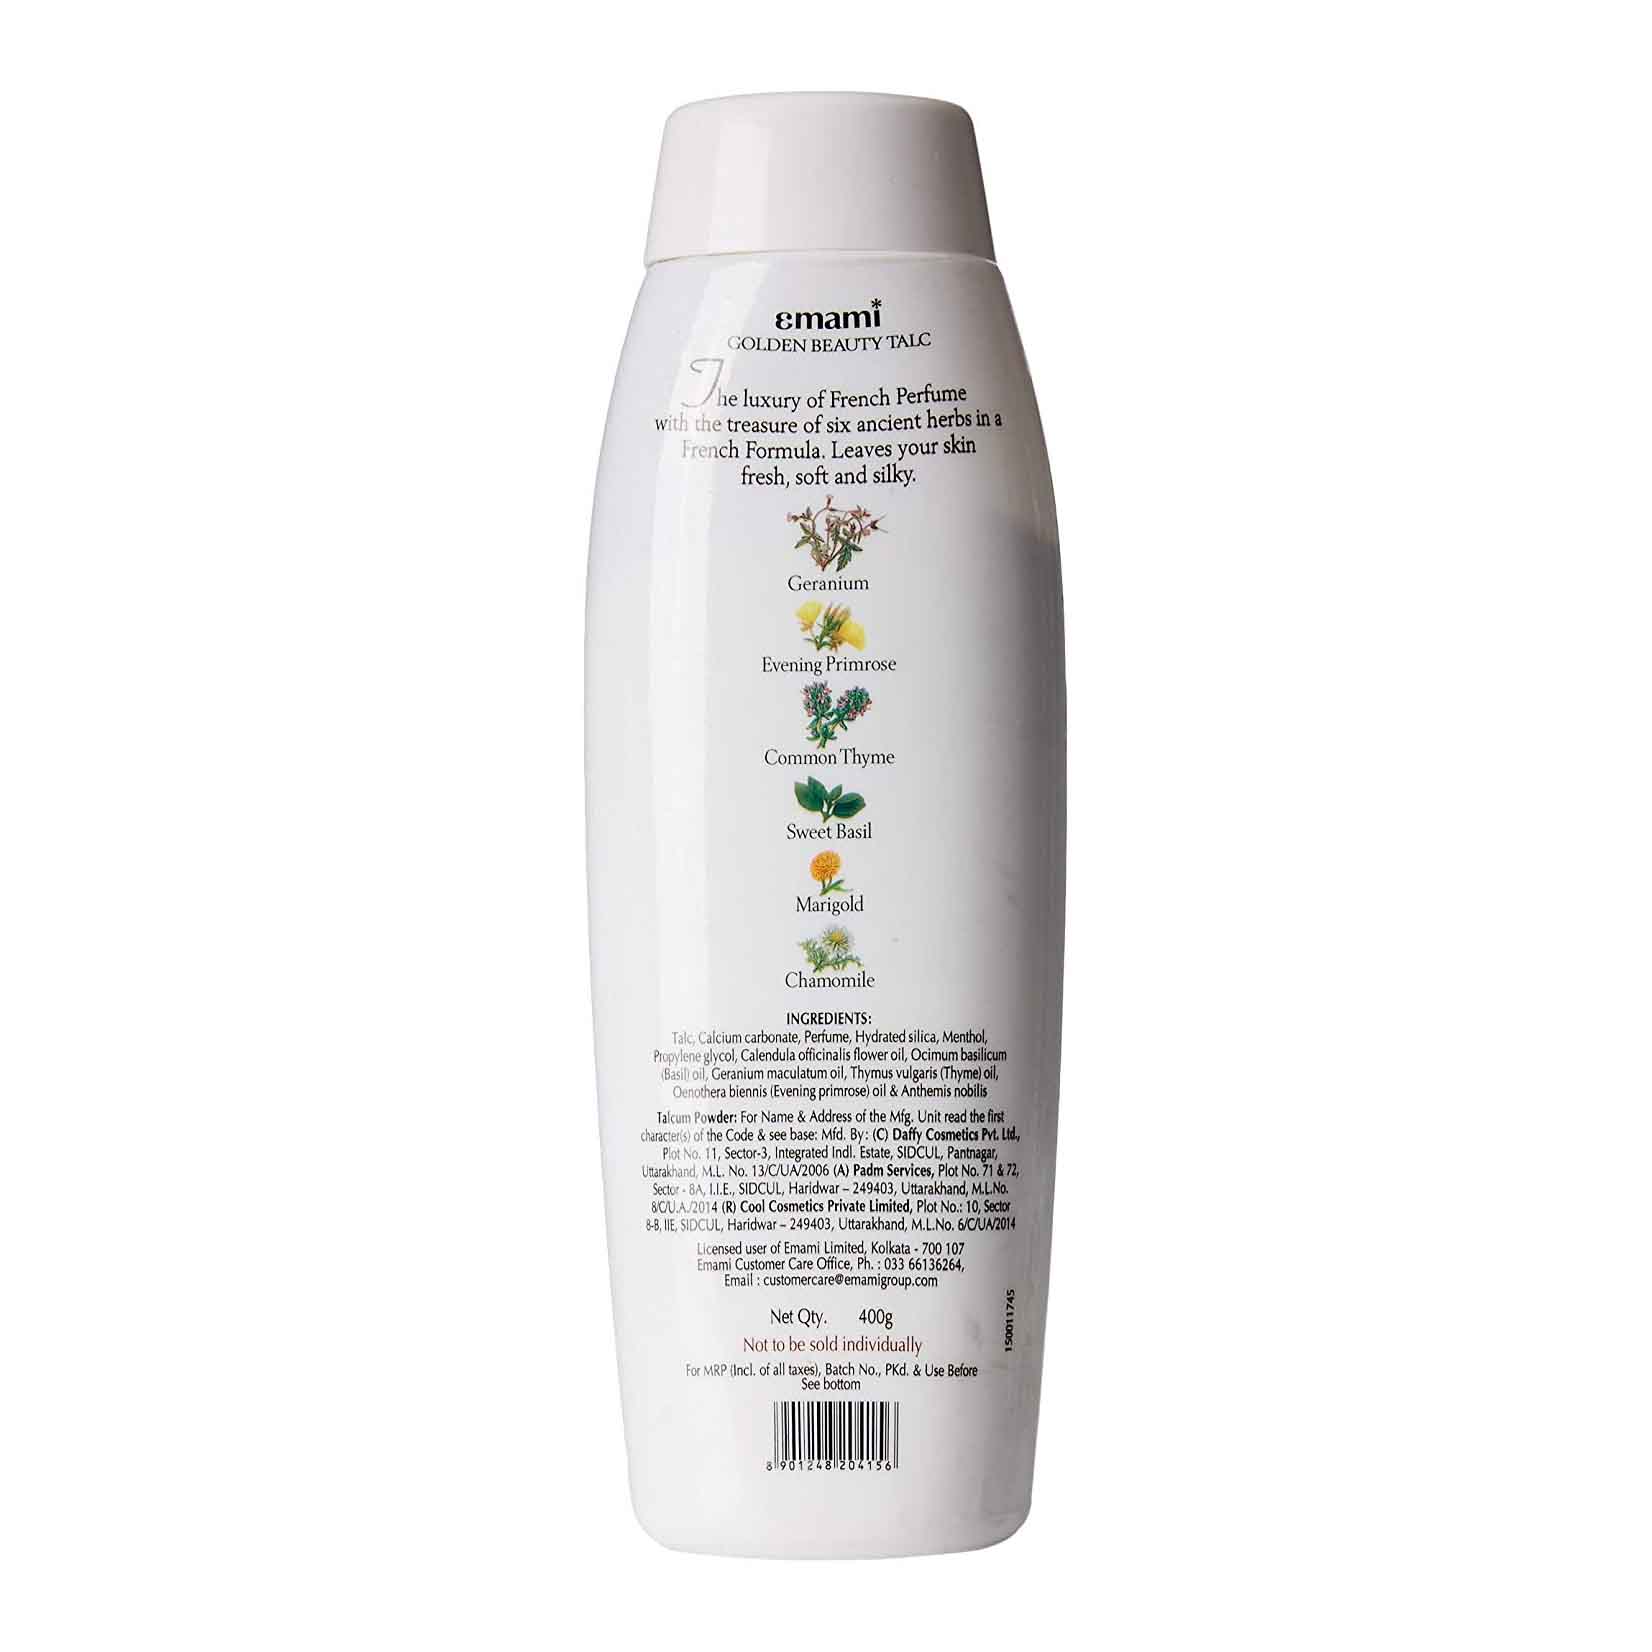 εmami*
GOLDEN BEAUTY TALC
The luxury of French Perfume
with the treasure of six ancient herbs in a
French Formula. Leaves your skin
fresh, soft and silky.
Geranium
Evening Primrose
Common Thyme
Sweet Basil
Marigold
Chamomile
INGREDIENTS:
Talc, Calcium carbonate, Perfume, Hydrated silica, Menthol,
Propylene glycol, Calendula officinalis flower oil, Ocimum basilicum
(Basil) oil, Geranium maculatum oil, Thymus vulgaris (Thyme) oil,
Oenothera biennis (Evening primrose) oil & Anthemis nobilis
Talcum Powder: For Name & Address of the Mfg. Unit read the first
character(s) of the Code & see base: Mfd. By: (C) Daffy Cosmetics Pvt. Ltd.,
Plot No. 11, Sector-3, Integrated Indl. Estate, SIDCUL, Pantnagar,
Uttarakhand, M.L. No. 13/C/UA/2006 (A) Padm Services, Plot No. 71 & 72,
Sector - 8A, I.I.E., SIDCUL, Haridwar – 249403, Uttarakhand, M.L.No.
8/C/U.A./2014 (R) Cool Cosmetics Private Limited, Plot No.: 10, Sector
8-B, IIE, SIDCUL, Haridwar – 249403, Uttarakhand, M.L.No. 6/C/UA/2014
Licensed user of Emami Limited, Kolkata - 700 107
Emami Customer Care Office, Ph. : 033 66136264,
Email : customercare@emamigroup.com
Net Qty. 400g
Not to be sold individually
For MRP (Incl. of all taxes), Batch No., PKd. & Use Before
See bottom
8 901248 204156
150011745